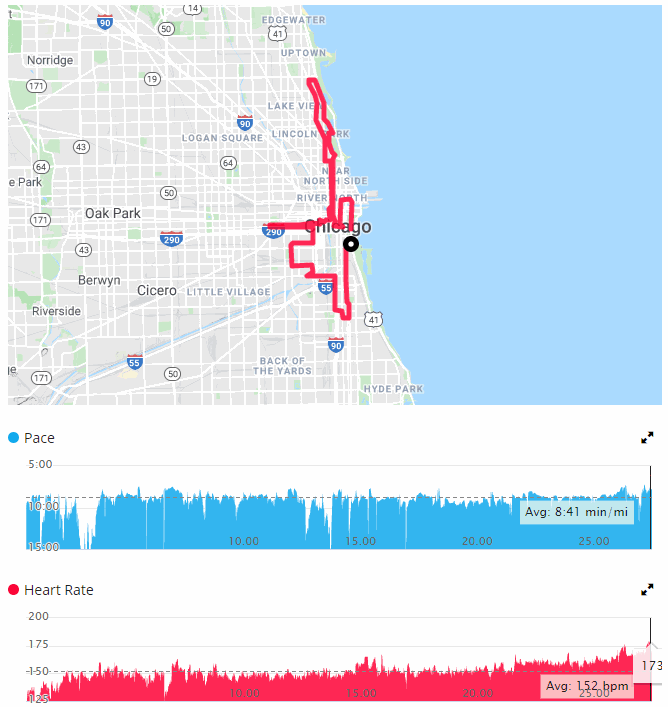 EDGEWATER
14
90
50
41
UPTOWN
Norridge
19
171
LAKE VIEW
43
90
LOGAN SQUARE
LINCOLN PARK
64
64
NEAR
NORTH SIDE
e Park
50
RIVER NORTH
171
Oak Park
Chicago
290
290
43
Berwyn
Cicero
LITTLE VILLAGE
55
Riverside
41
90
55
BACK OF
THE YARDS
50
171
HYDE PARK
Pace
5:00
10:00
Avg: 8:41 min/mi
15:00
10.00
15.00
20.00
25.00
Heart Rate
200
175
150
173
Avg: 152 bpm
125
10.00
15.00
20.00
25.00